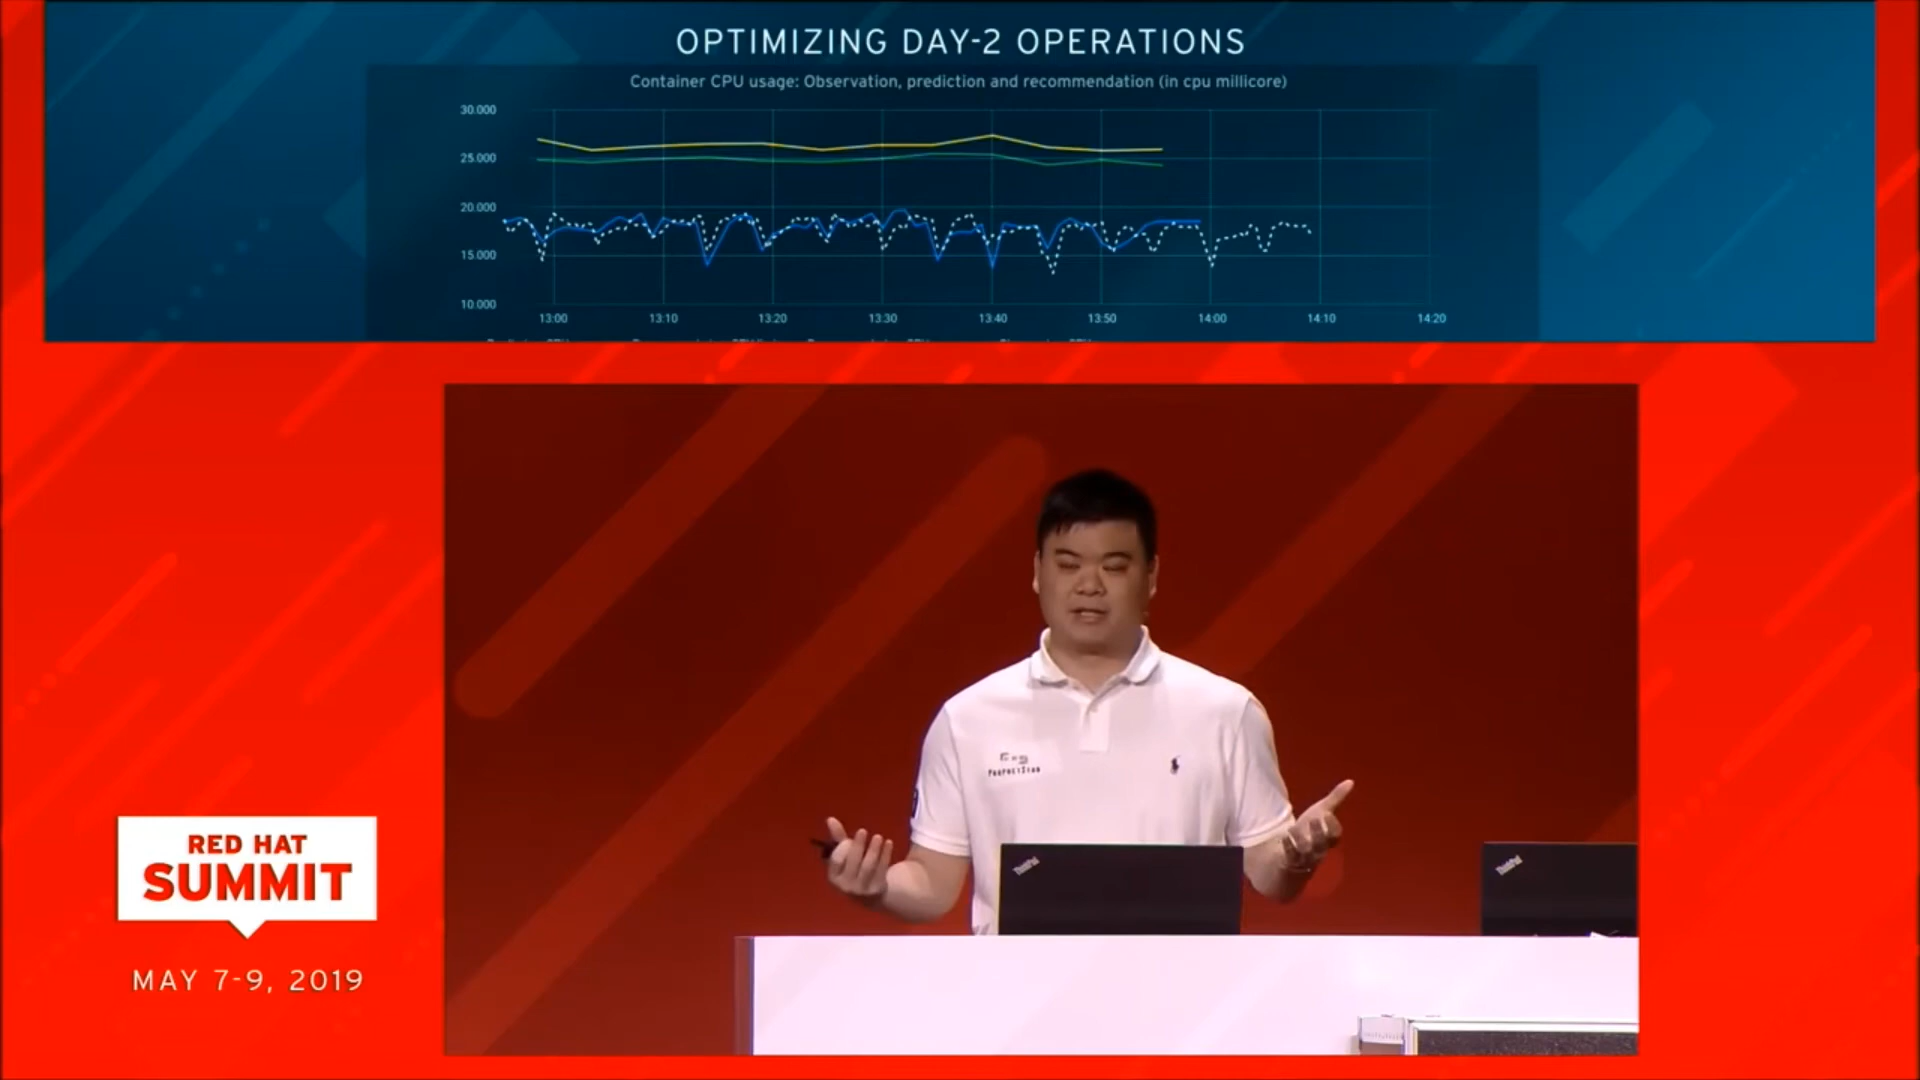 OPTIMIZING DAY-2 OPERATIONS
Container CPU usage: Observation, prediction and recommendation (in cpu millicore)
30.000
25.000
20.000
15.000
10.000
13:00 13:10 13:20 13:30 13:40 13:50 14:00 14:10 14:20
ProphetStor
ThinkPad
ThinkPad
RED HAT
SUMMIT
MAY 7-9, 2019